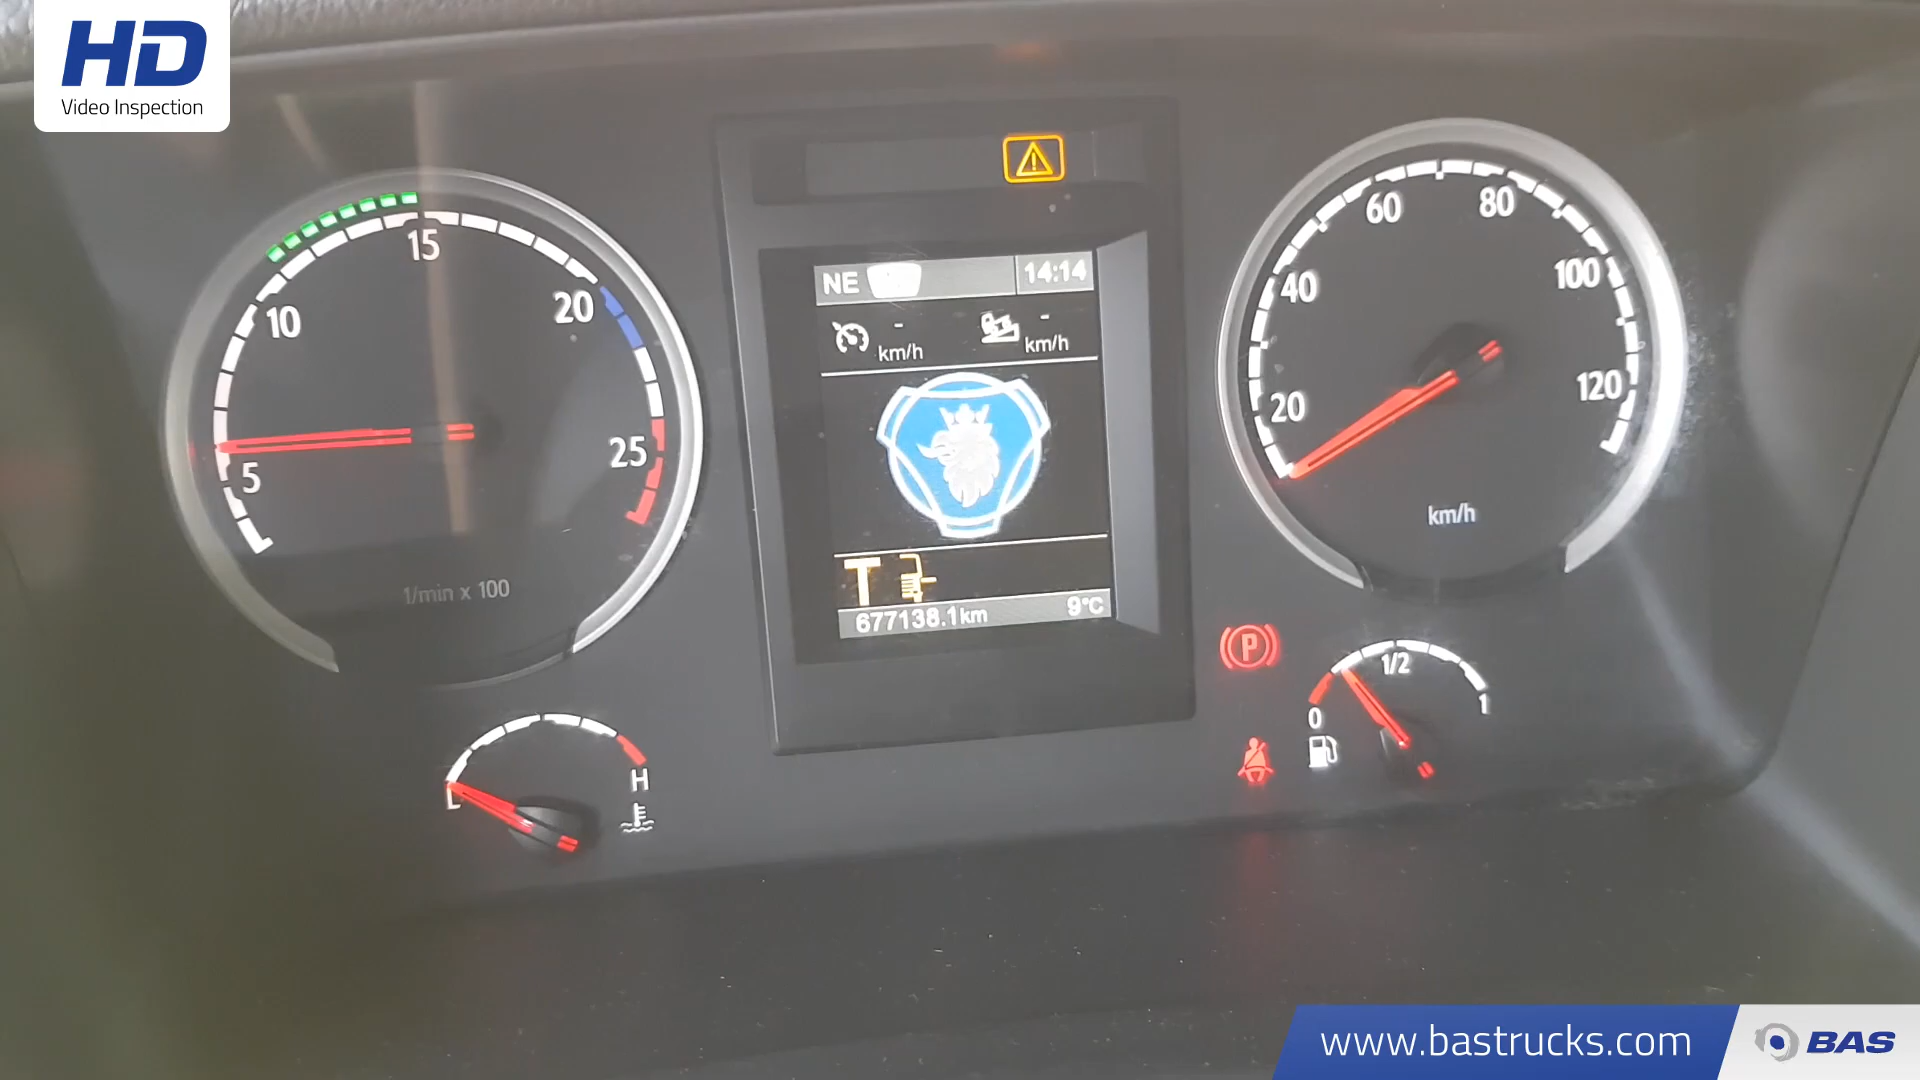 HD
Video Inspection
5
10
15
20
25
1/min x 100
NE
14:14
-
km/h
-
km/h
T
677138.1km
9°C
20
40
60
80
100
120
km/h
L
H
P
0
1/2
1
www.bastrucks.com
BAS